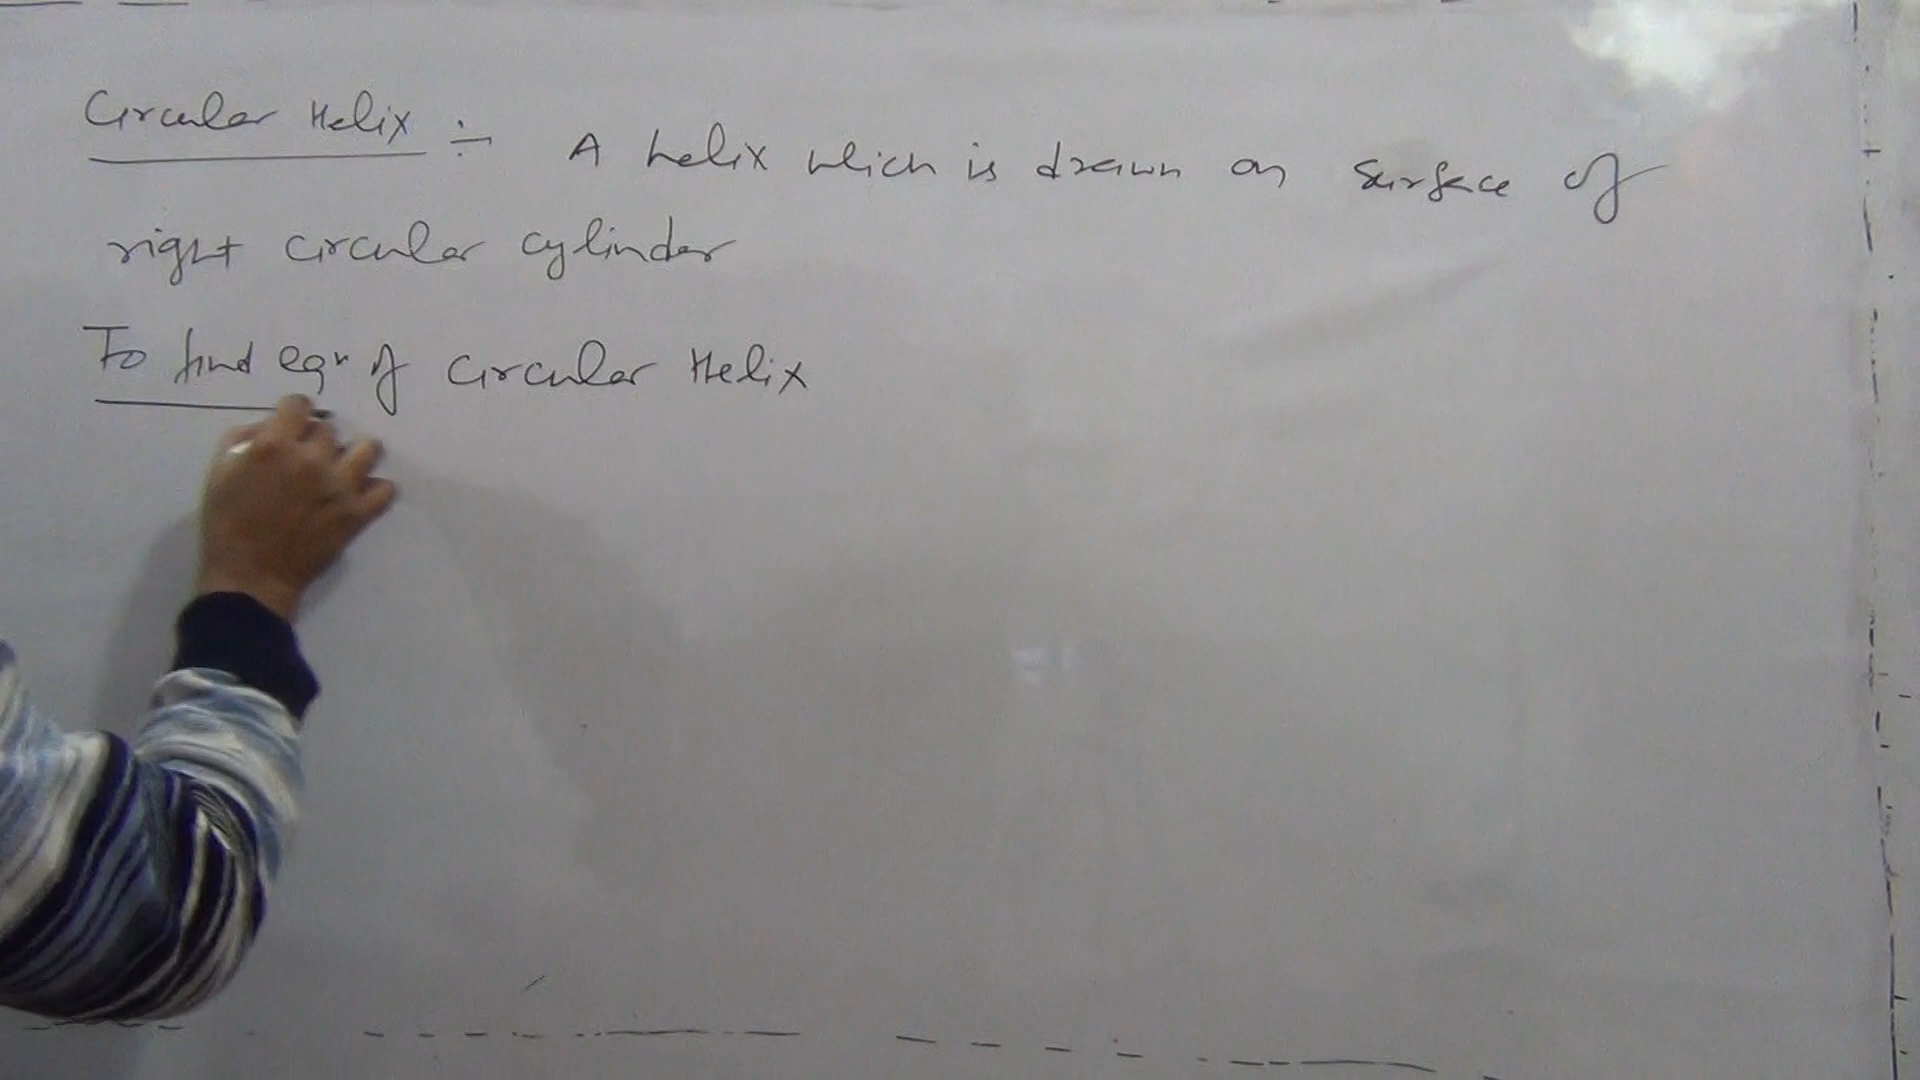 Circular Helix :- A helix which is drawn on surface of
right circular cylinder
To find eqn of Circular Helix